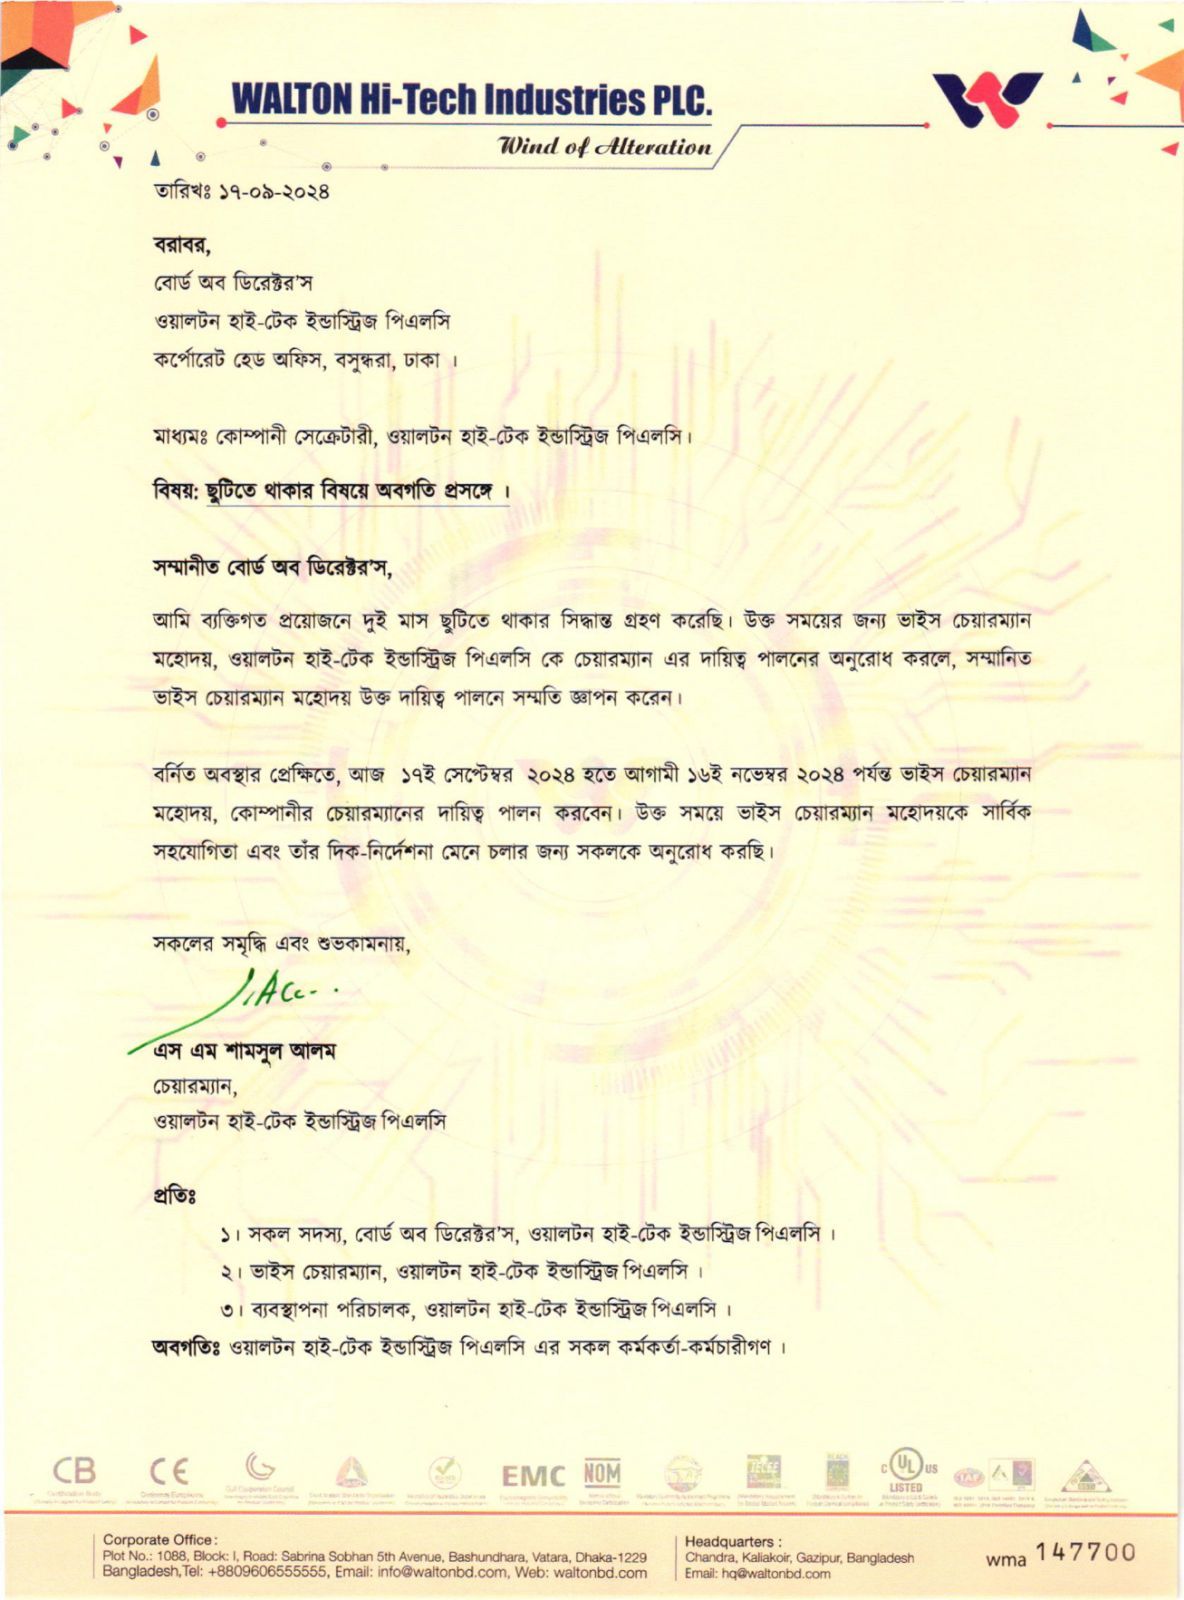 WALTON Hi-Tech Industries PLC.
Wind of Alteration
তারিখঃ ১৭-০৯-২০২৪
বরাবর,
বোর্ড অব ডিরেক্টর’স
ওয়ালটন হাই-টেক ইন্ডাস্ট্রিজ পিএলসি
কর্পোরেট হেড অফিস, বসুন্ধরা, ঢাকা ।
মাধ্যমঃ কোম্পানী সেক্রেটারী, ওয়ালটন হাই-টেক ইন্ডাস্ট্রিজ পিএলসি।
বিষয়: ছুটিতে থাকার বিষয়ে অবগতি প্রসঙ্গে ।
সম্মানীত বোর্ড অব ডিরেক্টর’স,
আমি ব্যক্তিগত প্রয়োজনে দুই মাস ছুটিতে থাকার সিদ্ধান্ত গ্রহণ করেছি। উক্ত সময়ের জন্য ভাইস চেয়ারম্যান
মহোদয়, ওয়ালটন হাই-টেক ইন্ডাস্ট্রিজ পিএলসি কে চেয়ারম্যান এর দায়িত্ব পালনের অনুরোধ করলে, সম্মানিত
ভাইস চেয়ারম্যান মহোদয় উক্ত দায়িত্ব পালনে সম্মতি জ্ঞাপন করেন।
বর্নিত অবস্থার প্রেক্ষিতে, আজ ১৭ই সেপ্টেম্বর ২০২৪ হতে আগামী ১৬ই নভেম্বর ২০২৪ পর্যন্ত ভাইস চেয়ারম্যান
মহোদয়, কোম্পানীর চেয়ারম্যানের দায়িত্ব পালন করবেন। উক্ত সময়ে ভাইস চেয়ারম্যান মহোদয়কে সার্বিক
সহযোগিতা এবং তাঁর দিক-নির্দেশনা মেনে চলার জন্য সকলকে অনুরোধ করছি।
সকলের সমৃদ্ধি এবং শুভকামনায়,
এস এম শামসুল আলম
চেয়ারম্যান,
ওয়ালটন হাই-টেক ইন্ডাস্ট্রিজ পিএলসি
প্রতিঃ
১। সকল সদস্য, বোর্ড অব ডিরেক্টর’স, ওয়ালটন হাই-টেক ইন্ডাস্ট্রিজ পিএলসি ।
২। ভাইস চেয়ারম্যান, ওয়ালটন হাই-টেক ইন্ডাস্ট্রিজ পিএলসি ।
৩। ব্যবস্থাপনা পরিচালক, ওয়ালটন হাই-টেক ইন্ডাস্ট্রিজ পিএলসি ।
অবগতিঃ ওয়ালটন হাই-টেক ইন্ডাস্ট্রিজ পিএলসি এর সকল কর্মকর্তা-কর্মচারীগণ ।
CB CE EMC NOM C UL US
LISTED
Corporate Office :
Plot No.: 1088, Block: I, Road: Sabrina Sobhan 5th Avenue, Bashundhara, Vatara, Dhaka-1229
Bangladesh,Tel: +8809606555555, Email: info@waltonbd.com, Web: waltonbd.com
Headquarters :
Chandra, Kaliakoir, Gazipur, Bangladesh
Email: hq@waltonbd.com
wma 147700